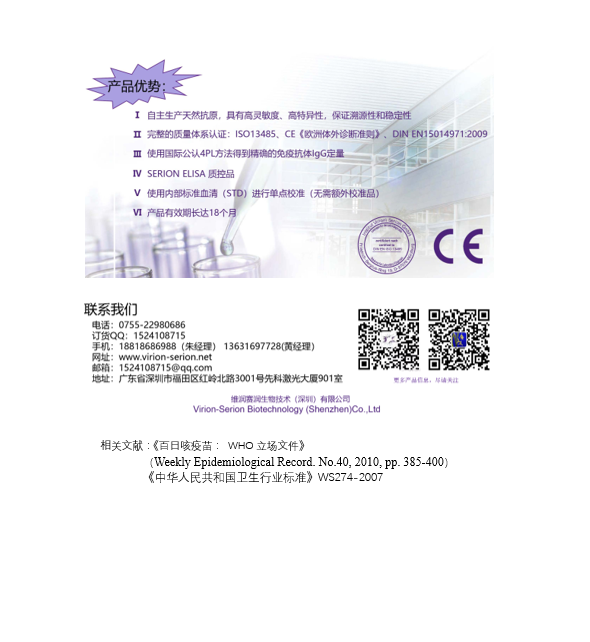 产品优势：
Ⅰ 自主生产天然抗原，具有高灵敏度、高特异性，保证溯源性和稳定性
Ⅱ 完整的质量体系认证：ISO13485、CE《欧洲体外诊断准则》、DIN EN15014971:2009
Ⅲ 使用国际公认4PL方法得到精确的免疫抗体IgG定量
Ⅳ SERION ELISA 质控品
Ⅴ 使用内部标准血清（STD）进行单点校准（无需额外校准品）
Ⅵ 产品有效期长达18个月
CE
联系我们
电话：0755-22980686
订货QQ：1524108715
手机：18818686988（朱经理） 13631697728(黄经理)
网址：www.virion-serion.net
邮箱：1524108715@qq.com
地址：广东省深圳市福田区红岭北路3001号先科激光大厦901室
更多产品信息，尽请关注
维润赛润生物技术（深圳）有限公司
Virion-Serion Biotechnology (Shenzhen)Co.,Ltd
相关文献：《百日咳疫苗： WHO 立场文件》
（Weekly Epidemiological Record. No.40, 2010, pp. 385-400）
《中华人民共和国卫生行业标准》WS274-2007